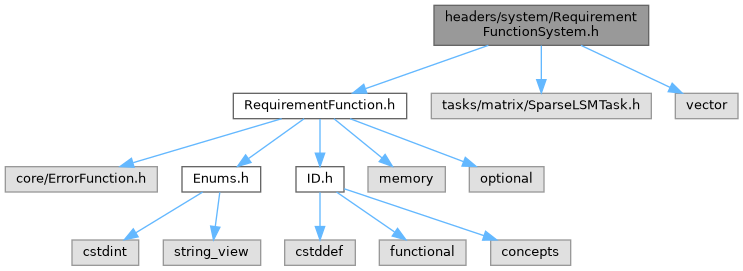 headers/system/Requirement
FunctionSystem.h
RequirementFunction.h
tasks/matrix/SparseLSMTask.h
vector
core/ErrorFunction.h
Enums.h
ID.h
memory
optional
cstdint
string_view
cstddef
functional
concepts